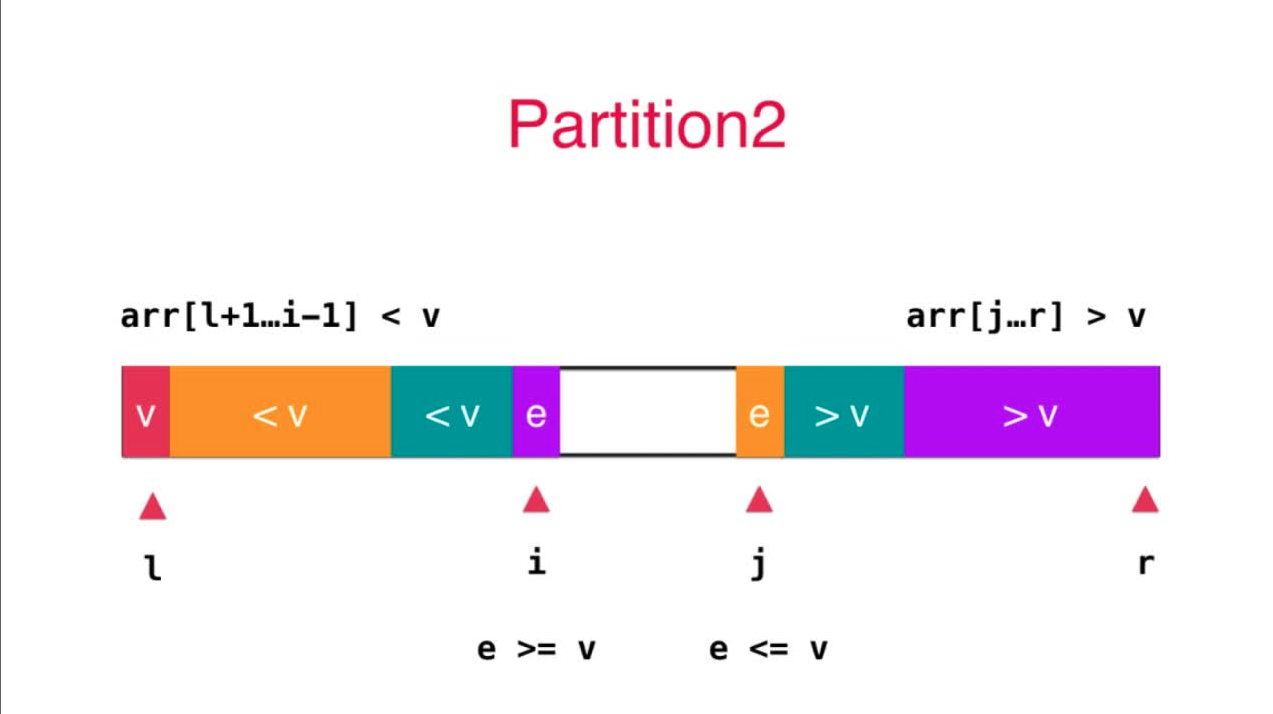 Partition2
arr[l+1…i-1] < v
arr[j…r] > v
v < v < v e e > v > v
l i j r
e >= v e <= v